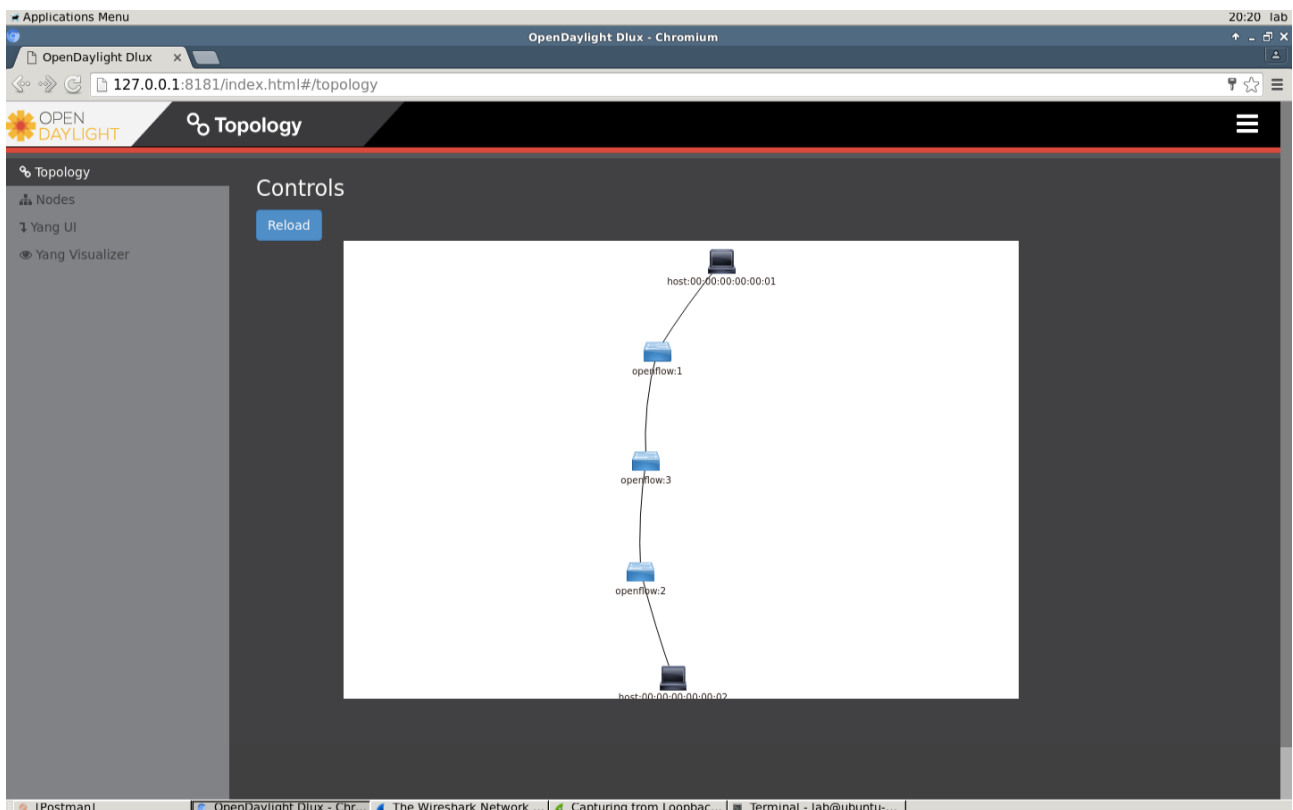 Applications Menu
20:20 lab
OpenDaylight Dlux - Chromium
OpenDaylight Dlux
127.0.0.1:8181/index.html#/topology
OPEN
DAYLIGHT
Topology
Topology
Nodes
Yang UI
Yang Visualizer
Controls
Reload
host:00:00:00:00:00:01
openflow:1
openflow:3
openflow:2
host:00:00:00:00:00:02
[Postman]
OpenDaylight Dlux - Chr...
The Wireshark Network ...
Capturing from Loopbac...
Terminal - lab@ubuntu-...